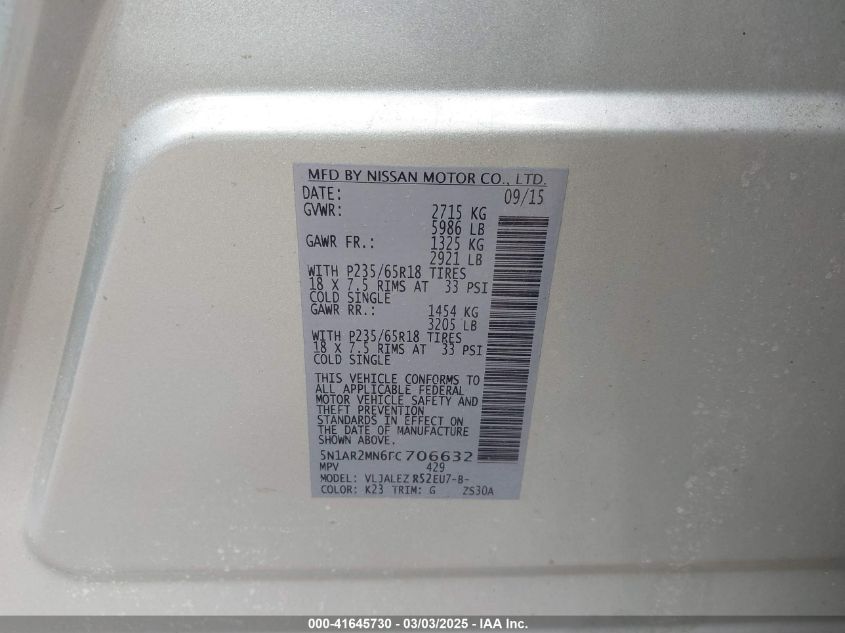 MFD BY NISSAN MOTOR CO., LTD.
DATE: 09/15
GVWR: 2715 KG
5986 LB
GAWR FR.: 1325 KG
2921 LB
WITH P235/65R18 TIRES
18 X 7.5 RIMS AT 33 PSI
COLD SINGLE
GAWR RR.: 1454 KG
3205 LB
WITH P235/65R18 TIRES
18 X 7.5 RIMS AT 33 PSI
COLD SINGLE
THIS VEHICLE CONFORMS TO
ALL APPLICABLE FEDERAL
MOTOR VEHICLE SAFETY AND
THEFT PREVENTION
STANDARDS IN EFFECT ON
THE DATE OF MANUFACTURE
SHOWN ABOVE.
5N1AR2MN6FC706632
MPV 429
MODEL: VLJALEZ R52EU7-B-
COLOR: K23 TRIM: G ZS30A
000-41645730 - 03/03/2025 - IAA Inc.